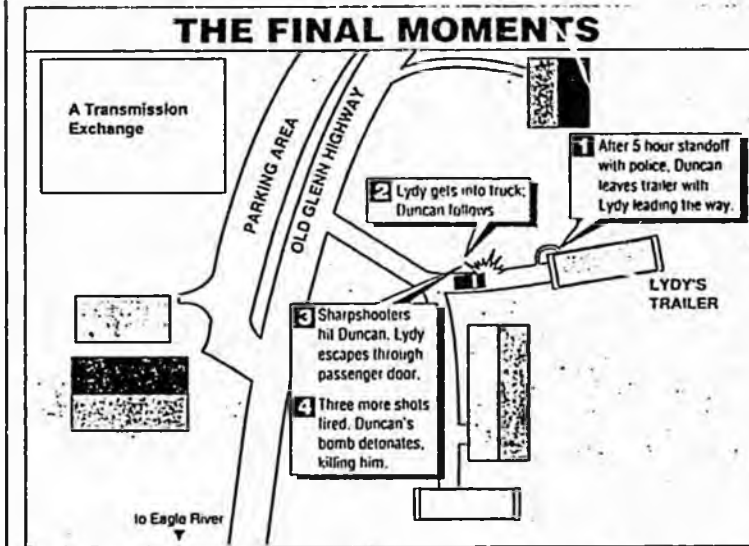 THE FINAL MOMENTS
A Transmission
Exchange
PARKING AREA
OLD GLENN HIGHWAY
1 After 5 hour standoff
with police, Duncan
leaves trailer with
Lydy leading the way.
2 Lydy gets into truck;
Duncan follows
LYDY'S
TRAILER
3 Sharpshooters
hit Duncan. Lydy
escapes through
passenger door.
4 Three more shots
fired. Duncan's
bomb detonates,
killing him.
to Eagle River